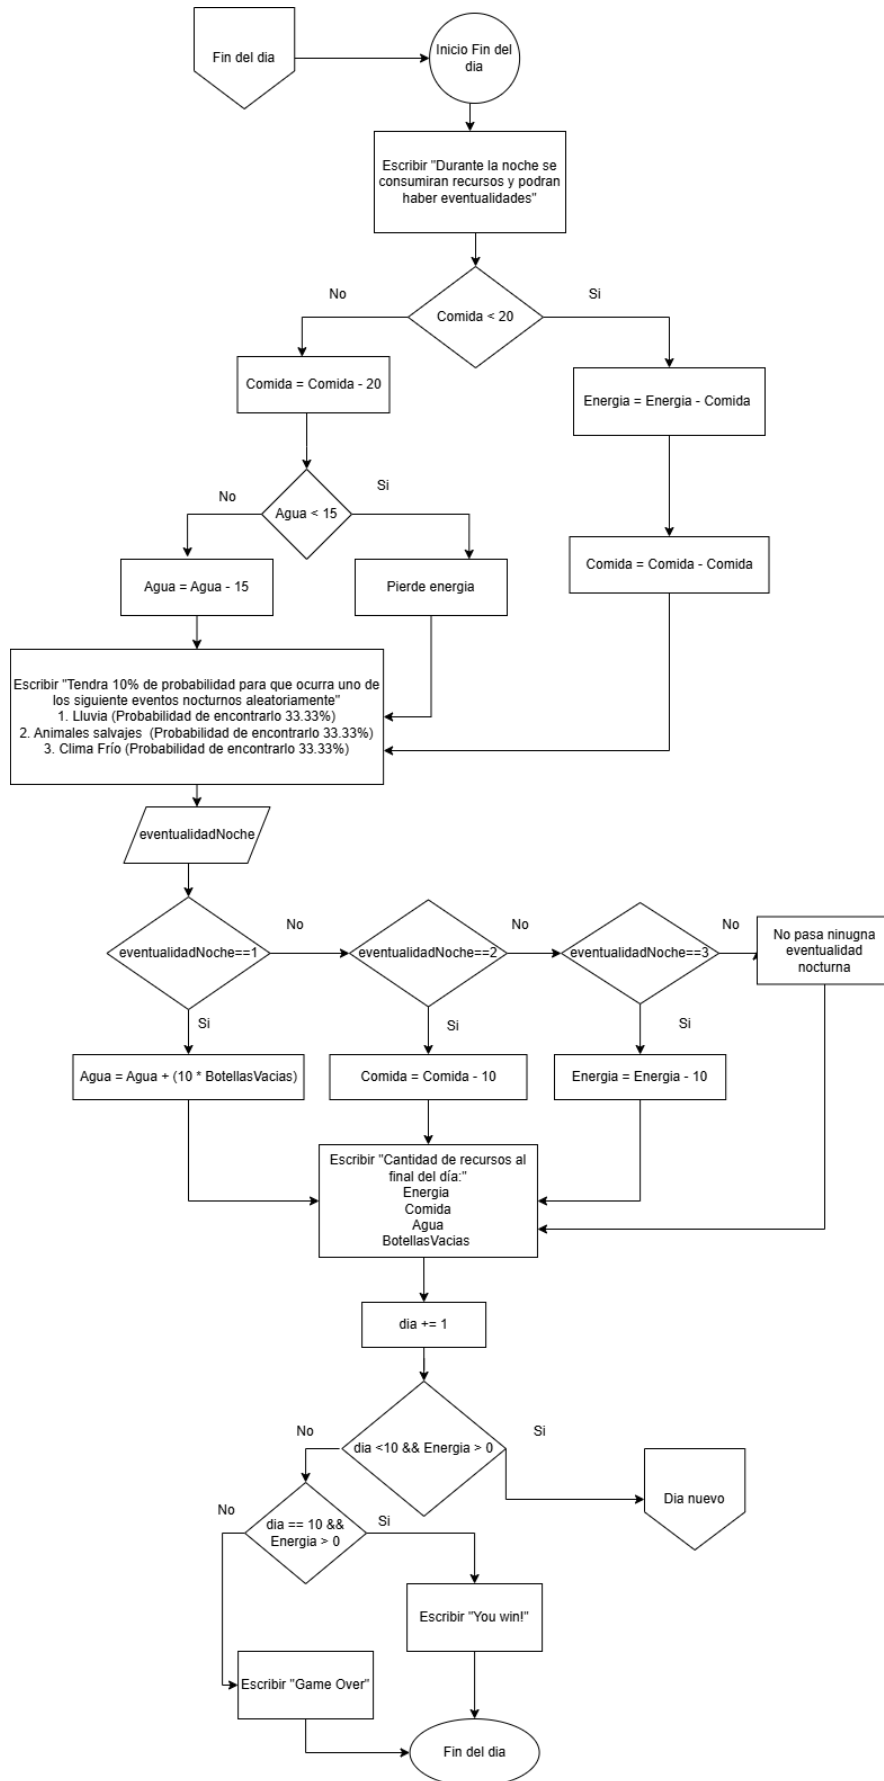 Fin del dia
Inicio Fin del
dia
Escribir "Durante la noche se
consumiran recursos y podran
haber eventualidades"
No
Si
Comida < 20
Comida = Comida - 20
Energia = Energia - Comida
No
Si
Agua < 15
Comida = Comida - Comida
Agua = Agua - 15
Pierde energia
Escribir "Tendra 10% de probabilidad para que ocurra uno de
los siguiente eventos nocturnos aleatoriamente"
1. Lluvia (Probabilidad de encontrarlo 33.33%)
2. Animales salvajes (Probabilidad de encontrarlo 33.33%)
3. Clima Frío (Probabilidad de encontrarlo 33.33%)
eventualidadNoche
eventualidadNoche==1
No
eventualidadNoche==2
No
eventualidadNoche==3
No
No pasa ninugna
eventualidad
nocturna
Si
Si
Si
Agua = Agua + (10 * BotellasVacias)
Comida = Comida - 10
Energia = Energia - 10
Escribir "Cantidad de recursos al
final del día:"
Energia
Comida
Agua
BotellasVacias
dia += 1
No
Si
dia <10 && Energia > 0
Dia nuevo
No
Si
dia == 10 &&
Energia > 0
Escribir "You win!"
Escribir "Game Over"
Fin del dia